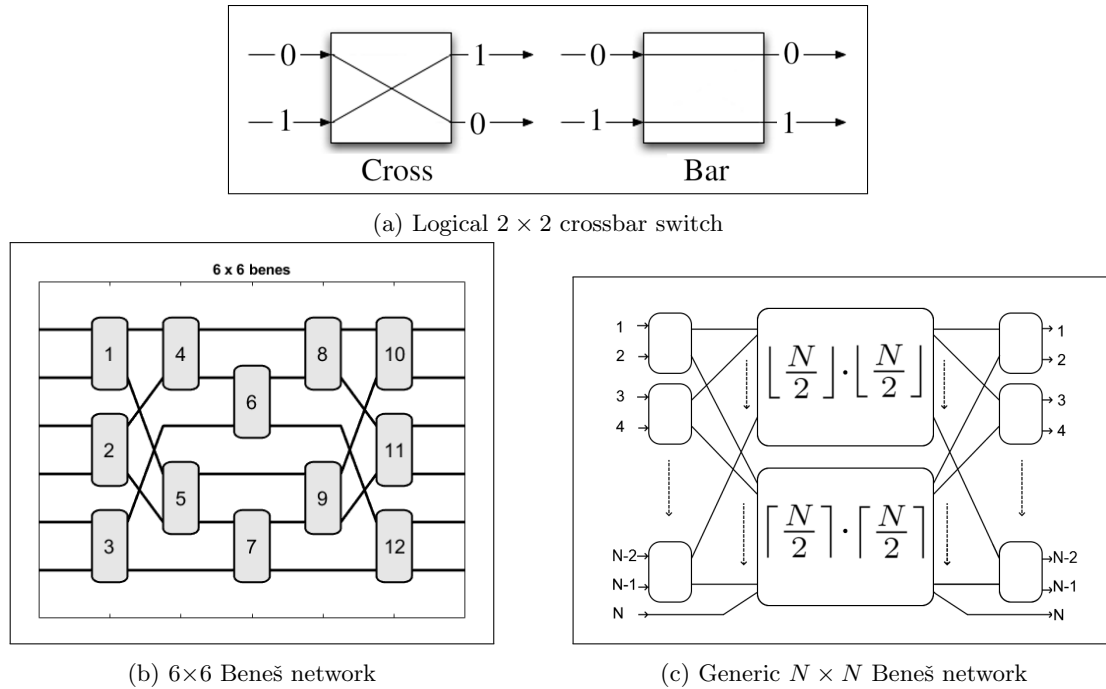 0 1 0 0
1 0 1 1
Cross Bar
(a) Logical 2 × 2 crossbar switch
6 x 6 benes
1 4 8 10
6
2 11
5 9
3 7 12
(b) 6×6 Beneš network
1 1
2 2
3 3
4 4
⌊N/2⌋·⌊N/2⌋
⌈N/2⌉·⌈N/2⌉
N-2 N-2
N-1 N-1
N N
(c) Generic N × N Beneš network